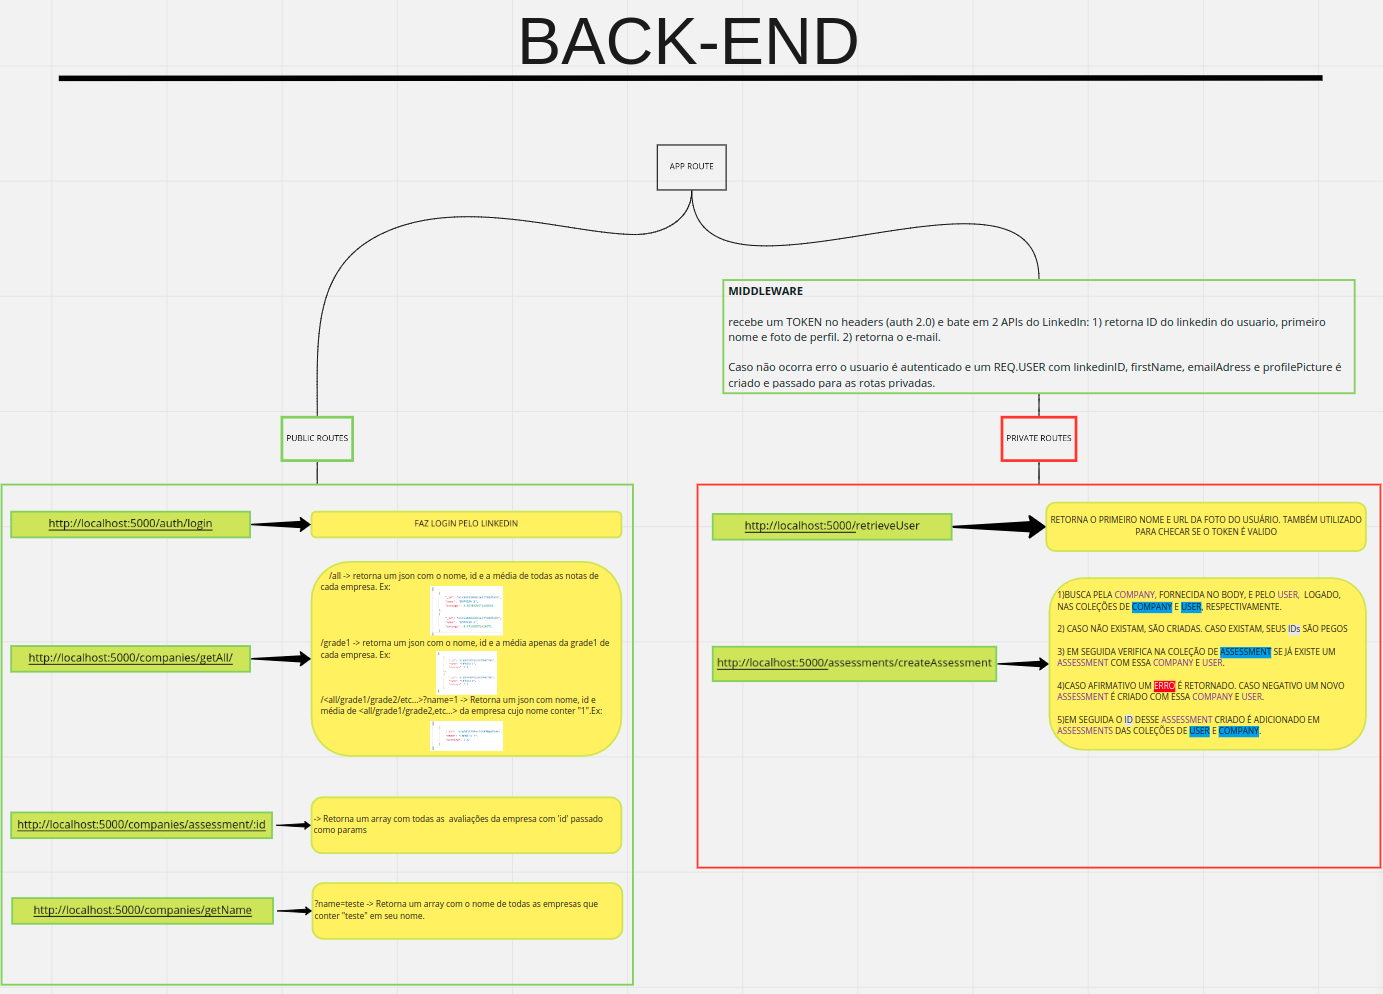 BACK-END
APP ROUTE
MIDDLEWARE
recebe um TOKEN no headers (auth 2.0) e bate em 2 APIs do LinkedIn: 1) retorna ID do linkedin do usuario, primeiro
nome e foto de perfil. 2) retorna o e-mail.
Caso não ocorra erro o usuario é autenticado e um REQ.USER com linkedinID, firstName, emailAdress e profilePicture é
criado e passado para as rotas privadas.
PUBLIC ROUTES
PRIVATE ROUTES
http://localhost:5000/auth/login
FAZ LOGIN PELO LINKEDIN
http://localhost:5000/companies/getAll/
/all -> retorna um json com o nome, id e a média de todas as notas de
cada empresa. Ex:
/grade1 -> retorna um json com o nome, id e a média apenas da grade1 de
cada empresa. Ex:
/<all/grade1/grade2/etc...>?name=1 -> Retorna um json com nome, id e
média de <all/grade1/grade2,etc...> da empresa cujo nome conter "1".Ex:
http://localhost:5000/companies/assessment/:id
-> Retorna um array com todas as avaliações da empresa com 'id' passado
como params
http://localhost:5000/companies/getName
?name=teste -> Retorna um array com o nome de todas as empresas que
conter "teste" em seu nome.
http://localhost:5000/retrieveUser
RETORNA O PRIMEIRO NOME E URL DA FOTO DO USUÁRIO. TAMBÉM UTILIZADO
PARA CHECAR SE O TOKEN É VALIDO
http://localhost:5000/assessments/createAssessment
1)BUSCA PELA COMPANY, FORNECIDA NO BODY, E PELO USER, LOGADO,
NAS COLEÇÕES DE COMPANY E USER, RESPECTIVAMENTE.
2) CASO NÃO EXISTAM, SÃO CRIADAS. CASO EXISTAM, SEUS IDs SÃO PEGOS
3) EM SEGUIDA VERIFICA NA COLEÇÃO DE ASSESSMENT SE JÁ EXISTE UM
ASSESSMENT COM ESSA COMPANY E USER.
4)CASO AFIRMATIVO UM ERRO É RETORNADO. CASO NEGATIVO UM NOVO
ASSESSMENT É CRIADO COM ESSA COMPANY E USER.
5)EM SEGUIDA O ID DESSE ASSESSMENT CRIADO É ADICIONADO EM
ASSESSMENTS DAS COLEÇÕES DE USER E COMPANY.